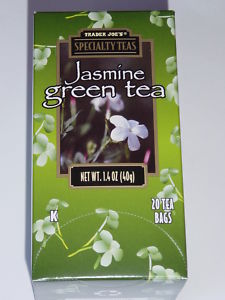 TRADER JOE'S®
SPECIALTY TEAS
Jasmine
green tea
NET WT. 1.4 OZ (40g)
K
20 TEA
BAGS